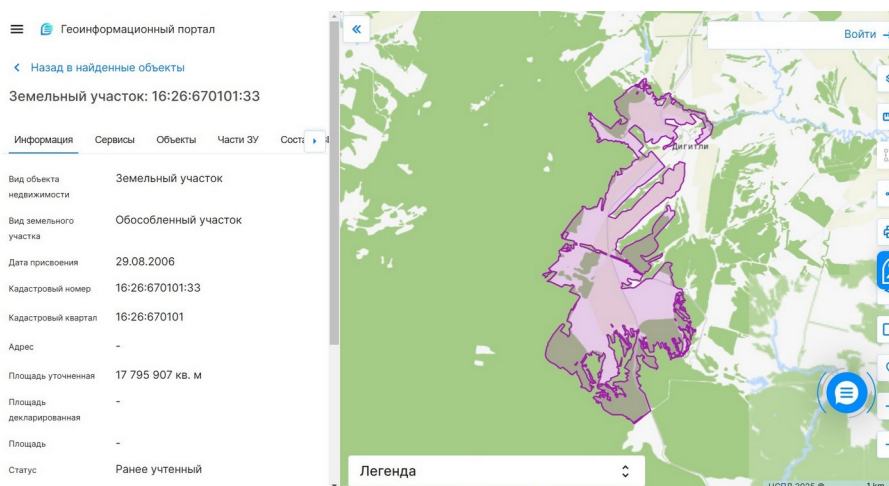 Геоинформационный портал
Назад в найденные объекты
Земельный участок: 16:26:670101:33
Информация Сервисы Объекты Части ЗУ
Вид объекта недвижимости Земельный участок
Вид земельного участка Обособленный участок
Дата присвоения 29.08.2006
Кадастровый номер 16:26:670101:33
Кадастровый квартал 16:26:670101
Адрес -
Площадь уточненная 17 795 907 кв. м
Площадь декларированная -
Площадь -
Статус Ранее учтенный
Войти
Дигитли
Легенда
1 km